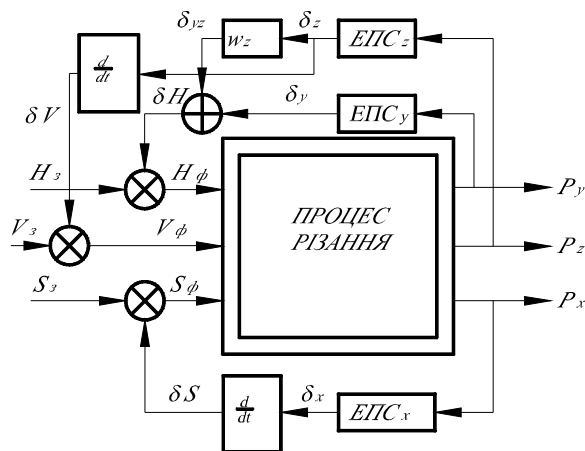 δyz
wz
δz
ЕПСz
d
dt
δV
δH
δy
ЕПСy
Hз
Hф
Py
Vз
Vф
ПРОЦЕС
РІЗАННЯ
Pz
Sз
Sф
Px
δS
d
dt
δx
ЕПСx